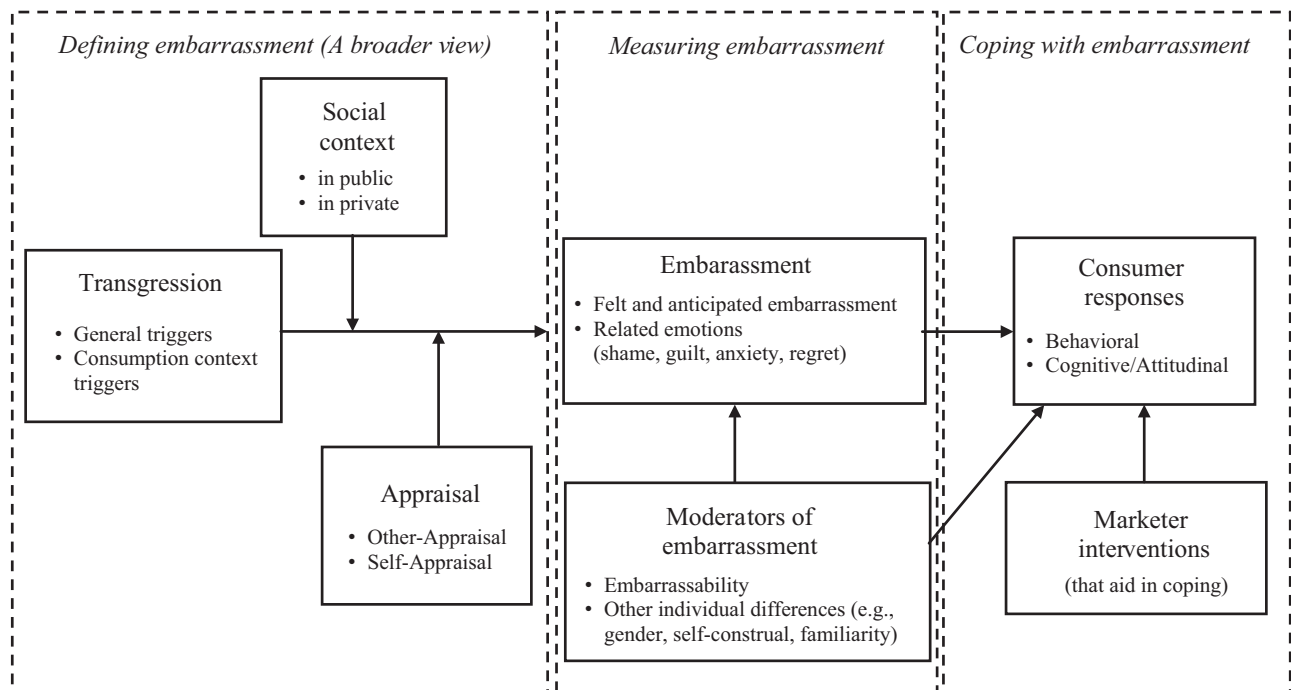 Defining embarrassment (A broader view)
Social
context
• in public
• in private
Transgression
• General triggers
• Consumption context
triggers
Appraisal
• Other-Appraisal
• Self-Appraisal
Measuring embarrassment
Embarassment
• Felt and anticipated embarrassment
• Related emotions
(shame, guilt, anxiety, regret)
Moderators of
embarrassment
• Embarrassability
• Other individual differences (e.g.,
gender, self-construal, familiarity)
Coping with embarrassment
Consumer
responses
• Behavioral
• Cognitive/Attitudinal
Marketer
interventions
(that aid in coping)